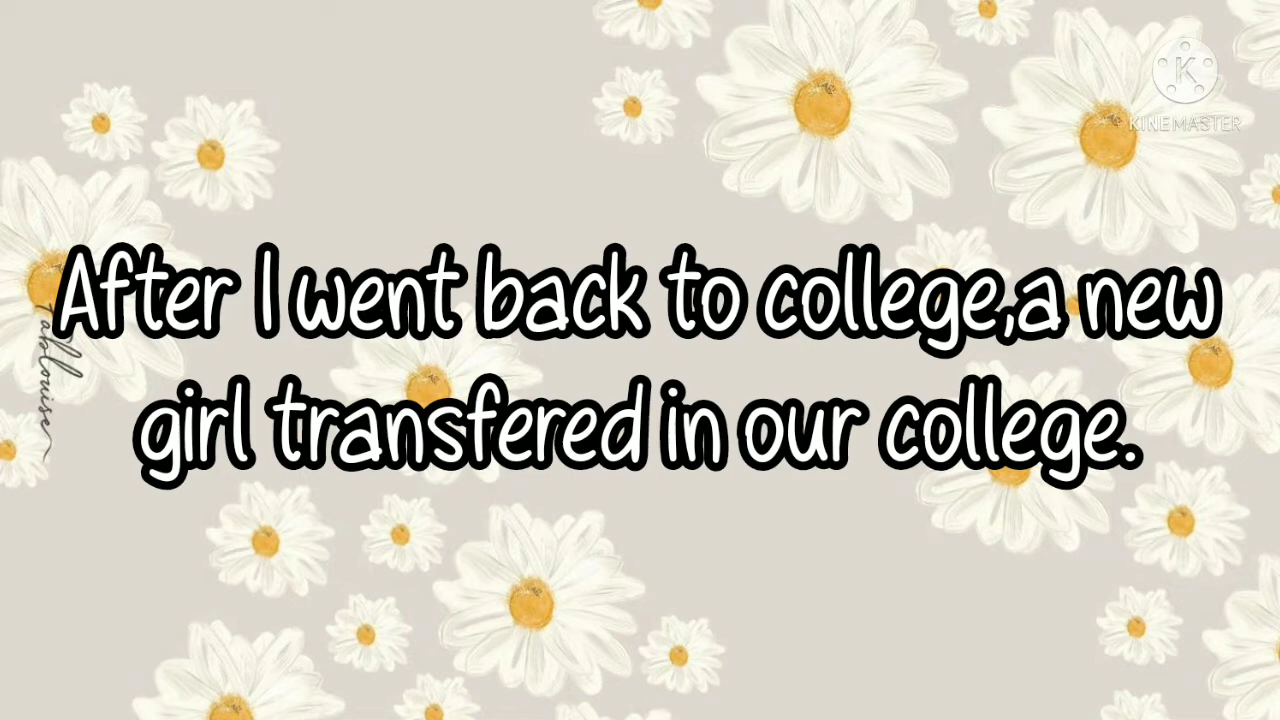 KINEMASTER
After I went back to college,a new
girl transfered in our college.